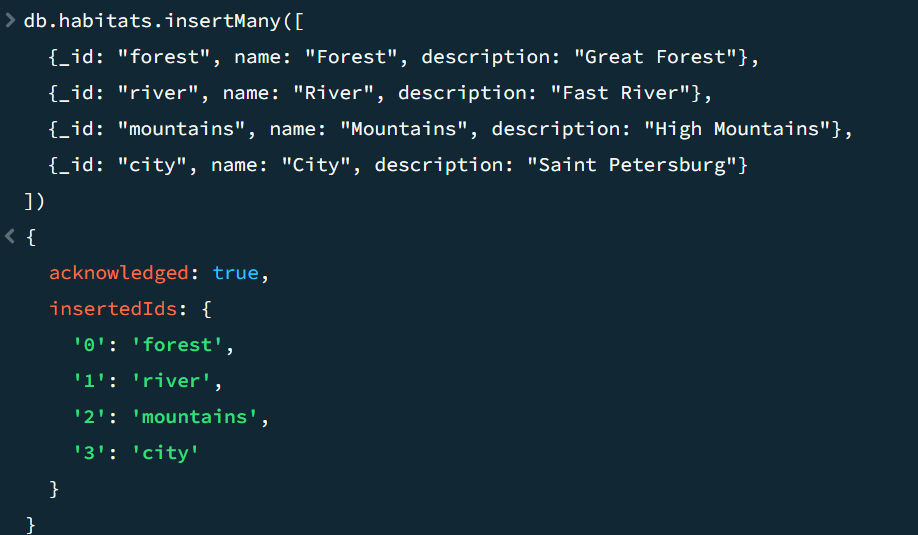 > db.habitats.insertMany([
{_id: "forest", name: "Forest", description: "Great Forest"},
{_id: "river", name: "River", description: "Fast River"},
{_id: "mountains", name: "Mountains", description: "High Mountains"},
{_id: "city", name: "City", description: "Saint Petersburg"}
])
< {
acknowledged: true,
insertedIds: {
'0': 'forest',
'1': 'river',
'2': 'mountains',
'3': 'city'
}
}